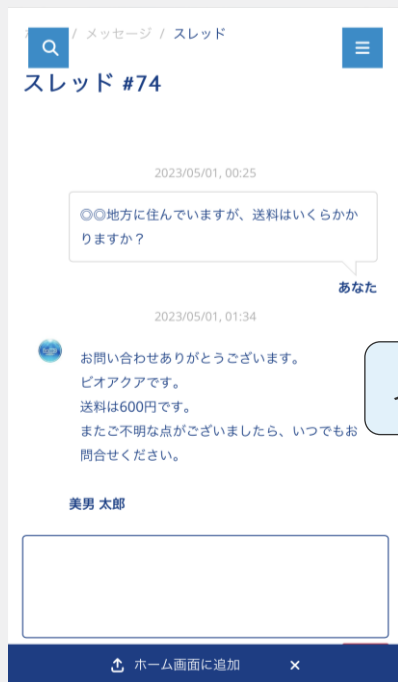 / メッセージ / スレッド
スレッド #74
2023/05/01, 00:25
◎◎地方に住んでいますが、送料はいくらかか
りますか？
あなた
2023/05/01, 01:34
お問い合わせありがとうございます。
ビオアクアです。
送料は600円です。
またご不明な点がございましたら、いつでもお
問合せください。
美男 太郎
ホーム画面に追加 ×